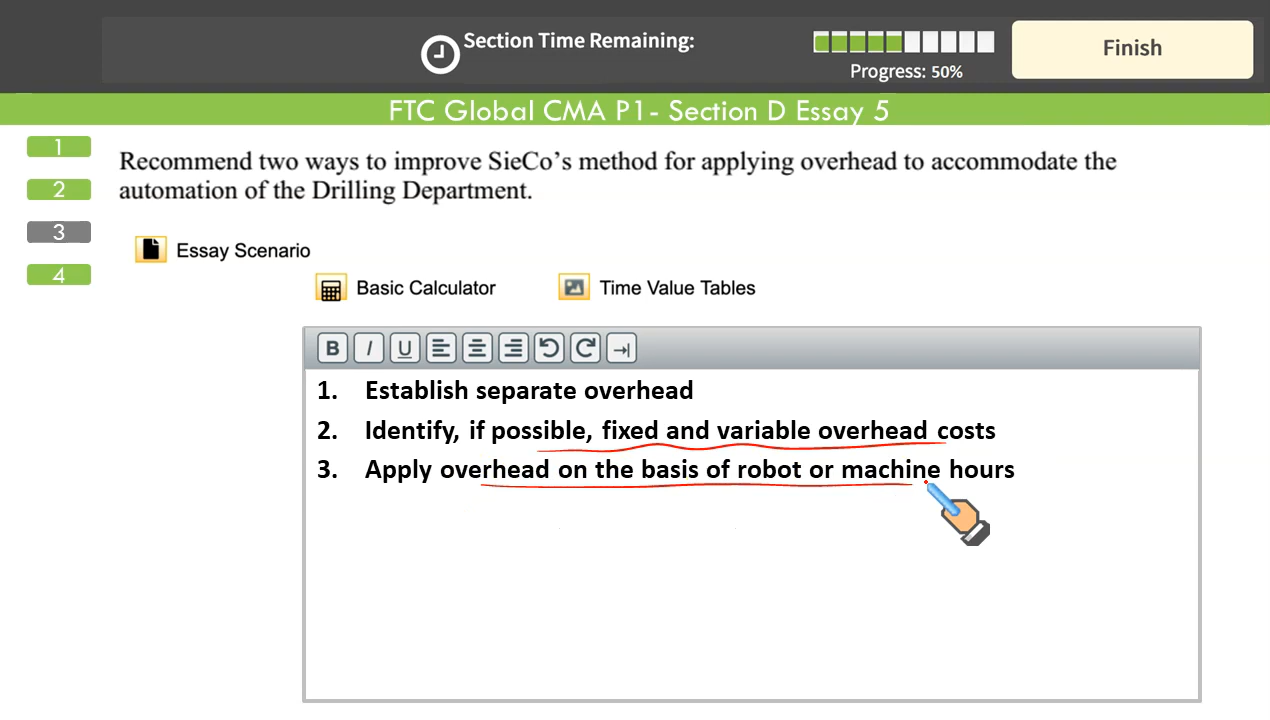 Section Time Remaining:
Progress: 50%
Finish
FTC Global CMA P1- Section D Essay 5
1
2
3
4
Recommend two ways to improve SieCo's method for applying overhead to accommodate the
automation of the Drilling Department.
Essay Scenario
Basic Calculator
Time Value Tables
B I U
1. Establish separate overhead
2. Identify, if possible, fixed and variable overhead costs
3. Apply overhead on the basis of robot or machine hours